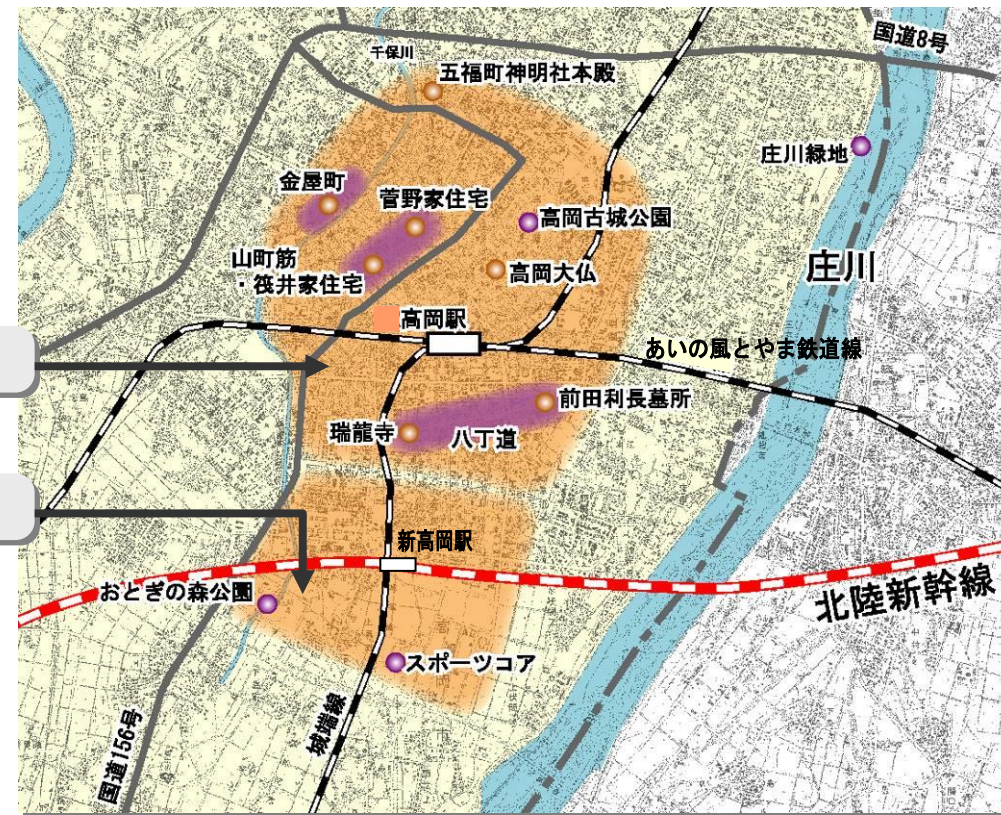 国道8号
千保川
五福町神明社本殿
庄川緑地
金屋町
菅野家住宅
高岡古城公園
山町筋
・筏井家住宅
高岡大仏
庄川
高岡駅
あいの風とやま鉄道線
前田利長墓所
瑞龍寺
八丁道
新高岡駅
おとぎの森公園
北陸新幹線
スポーツコア
城端線
国道156号